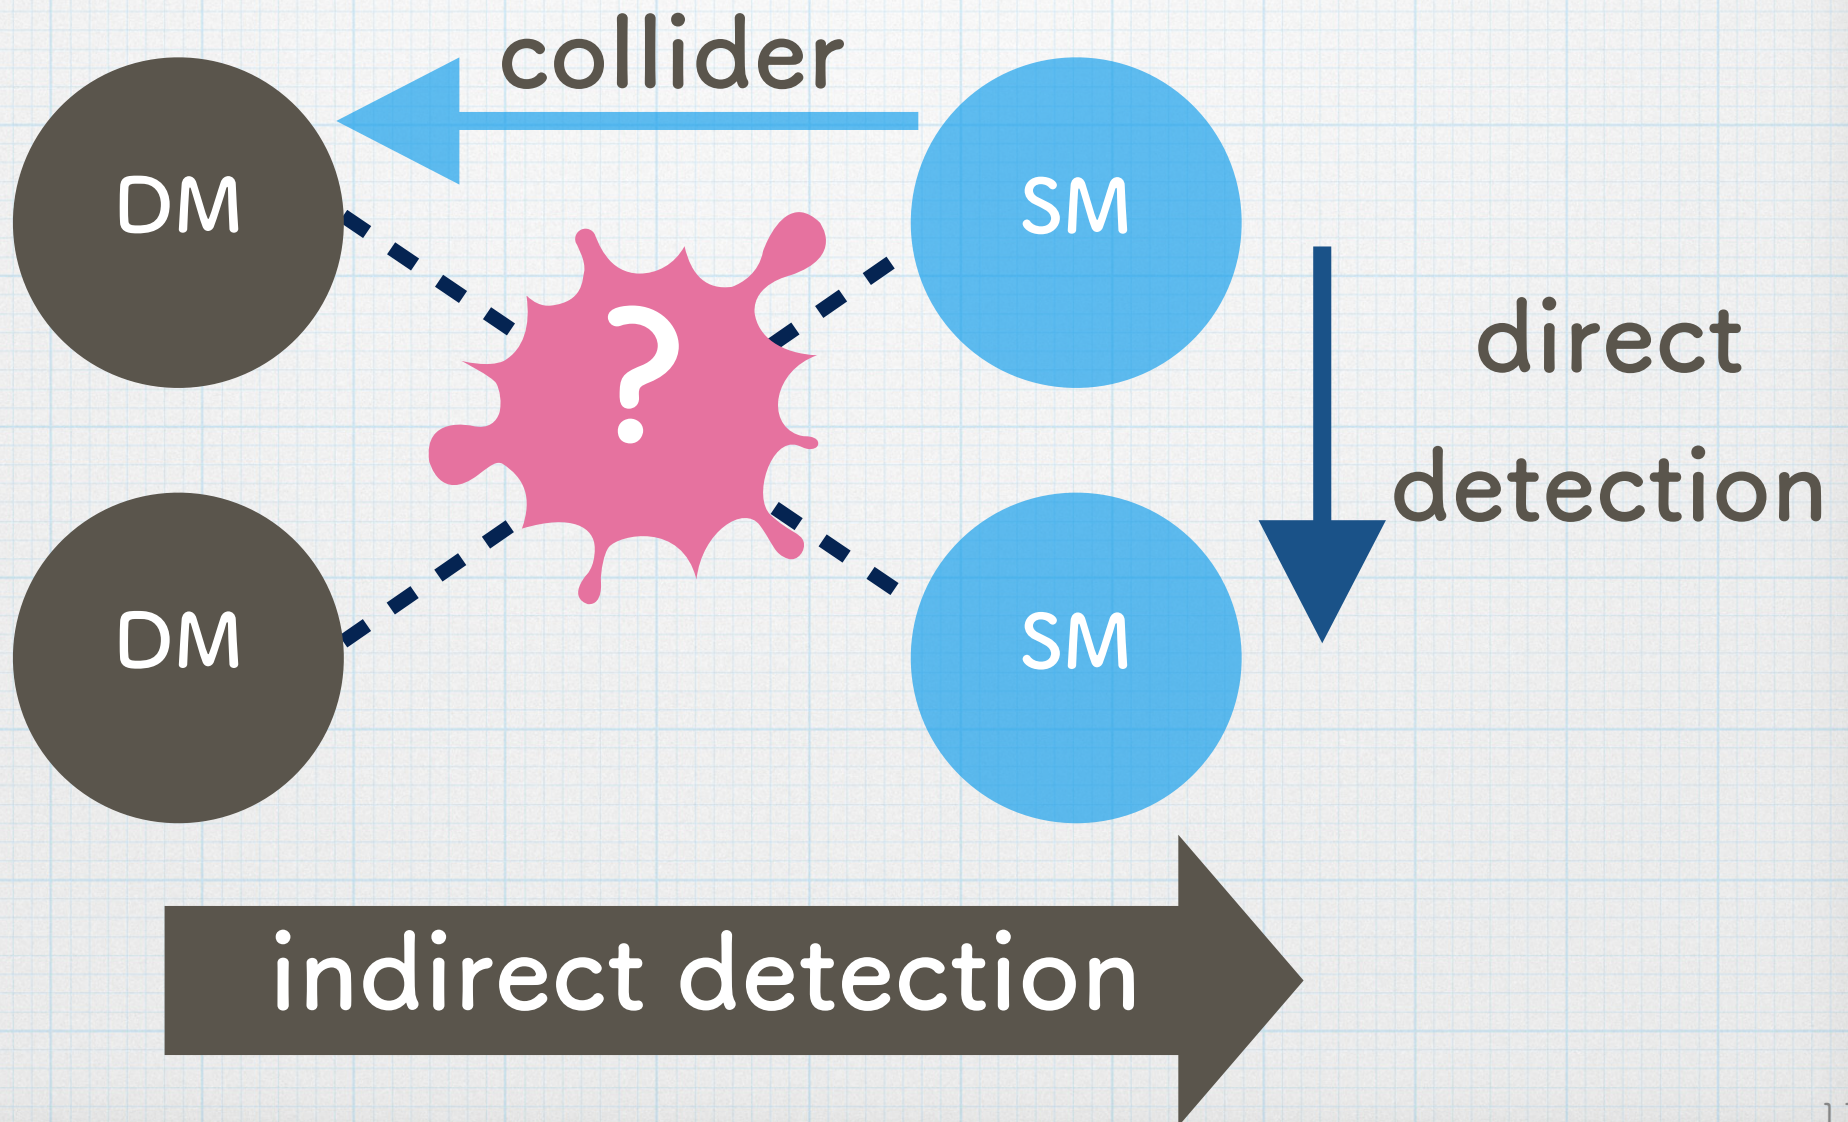 collider
DM
SM
?
direct
detection
DM
SM
indirect detection